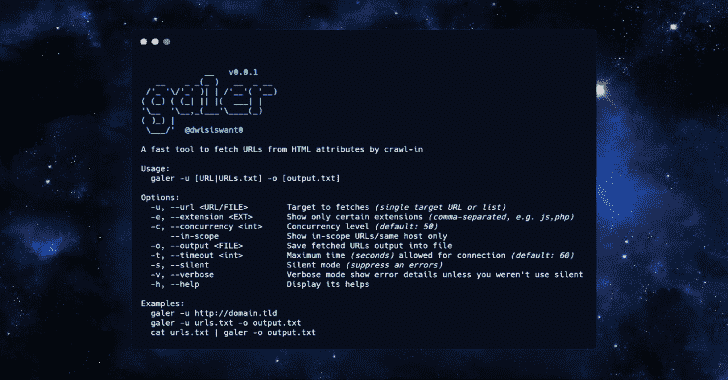 v0.0.1
galer
@dwisiswant0
A fast tool to fetch URLs from HTML attributes by crawl-in
Usage:
galer -u [URL|URLs.txt] -o [output.txt]
Options:
-u, --url <URL/FILE> Target to fetches (single target URL or list)
-e, --extension <EXT> Show only certain extensions (comma-separated, e.g. js,php)
-c, --concurrency <int> Concurrency level (default: 50)
--in-scope Show in-scope URLs/same host only
-o, --output <FILE> Save fetched URLs output into file
-t, --timeout <int> Maximum time (seconds) allowed for connection (default: 60)
-s, --silent Silent mode (suppress an errors)
-v, --verbose Verbose mode show error details unless you weren't use silent
-h, --help Display its helps
Examples:
galer -u http://domain.tld
galer -u urls.txt -o output.txt
cat urls.txt | galer -o output.txt